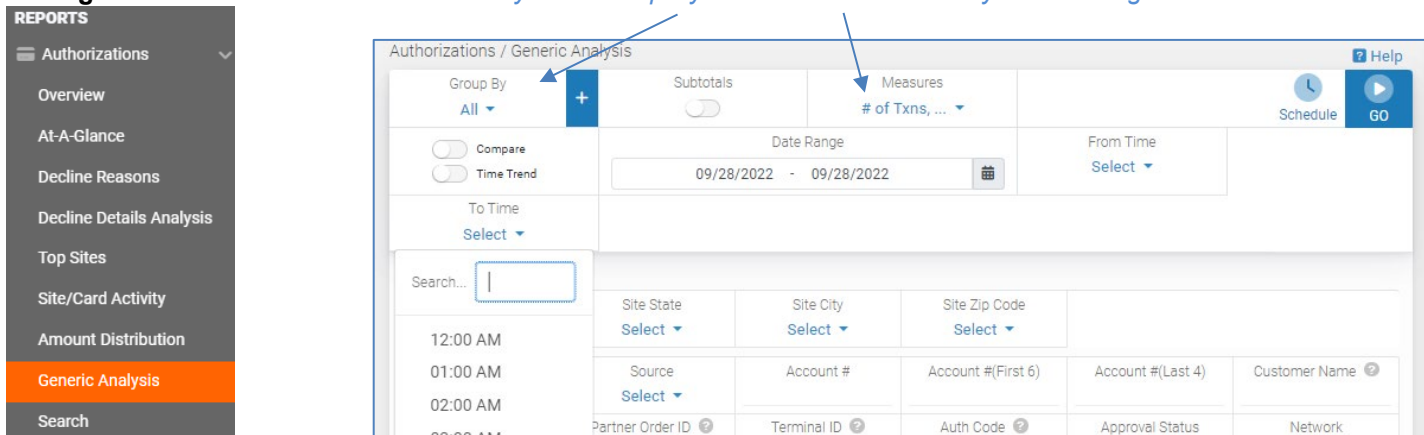 REPORTS
Authorizations
Overview
At-A-Glance
Decline Reasons
Decline Details Analysis
Top Sites
Site/Card Activity
Amount Distribution
Generic Analysis
Search
Authorizations / Generic Analysis
? Help
Group By
All
+
Subtotals
Measures
# of Txns, ...
Schedule
GO
Compare
Time Trend
Date Range
09/28/2022 - 09/28/2022
From Time
Select
To Time
Select
Search...
12:00 AM
01:00 AM
02:00 AM
Site State
Select
Site City
Select
Site Zip Code
Select
Source
Select
Account #
Account #(First 6)
Account #(Last 4)
Customer Name ?
Partner Order ID ?
Terminal ID ?
Auth Code ?
Approval Status
Network